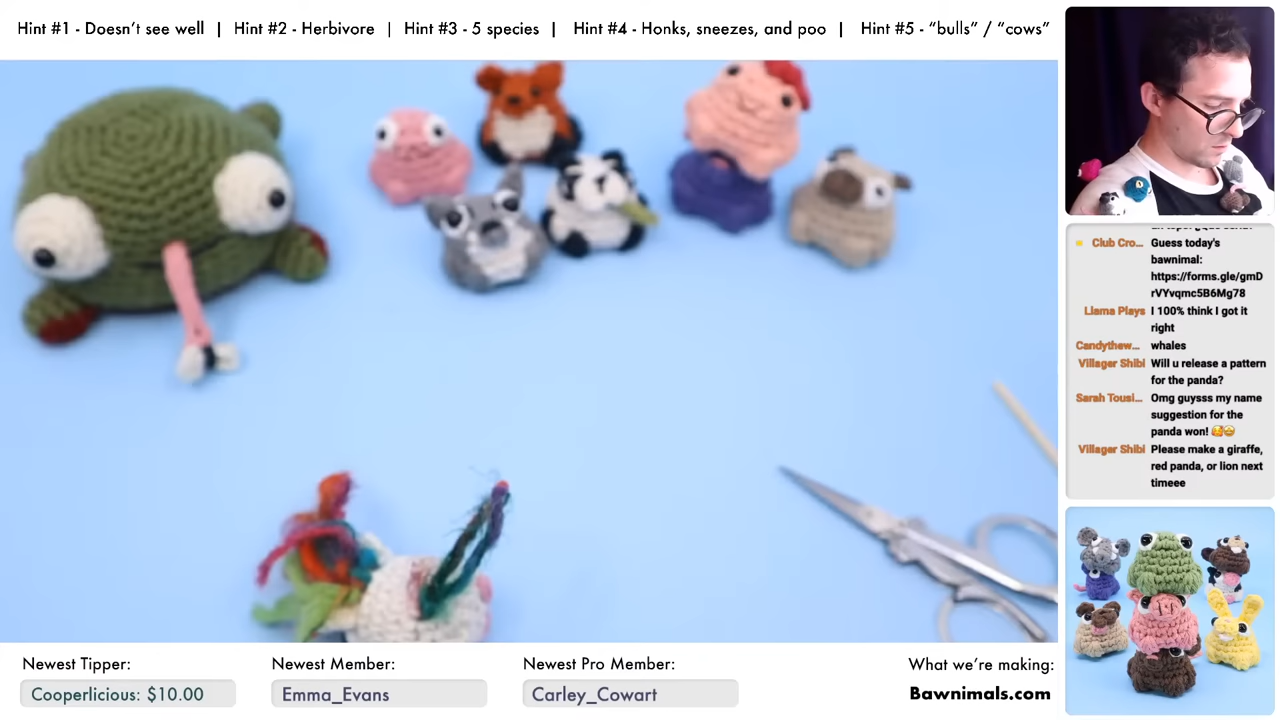 Hint #1 - Doesn't see well | Hint #2 - Herbivore | Hint #3 - 5 species | Hint #4 - Honks, sneezes, and poo | Hint #5 - “bulls” / “cows”
Club Cro... Guess today's
bawnimal:
https://forms.gle/gmD
rVYvqmc5B6Mg78
Llama Plays I 100% think I got it
right
Candythew... whales
Villager Shibi Will u release a pattern
for the panda?
Sarah Tousi... Omg guysss my name
suggestion for the
panda won! 🥰🤩
Villager Shibi Please make a giraffe,
red panda, or lion next
timeee
Newest Tipper: Newest Member: Newest Pro Member: What we're making:
Cooperlicious: $10.00 Emma_Evans Carley_Cowart Bawnimals.com